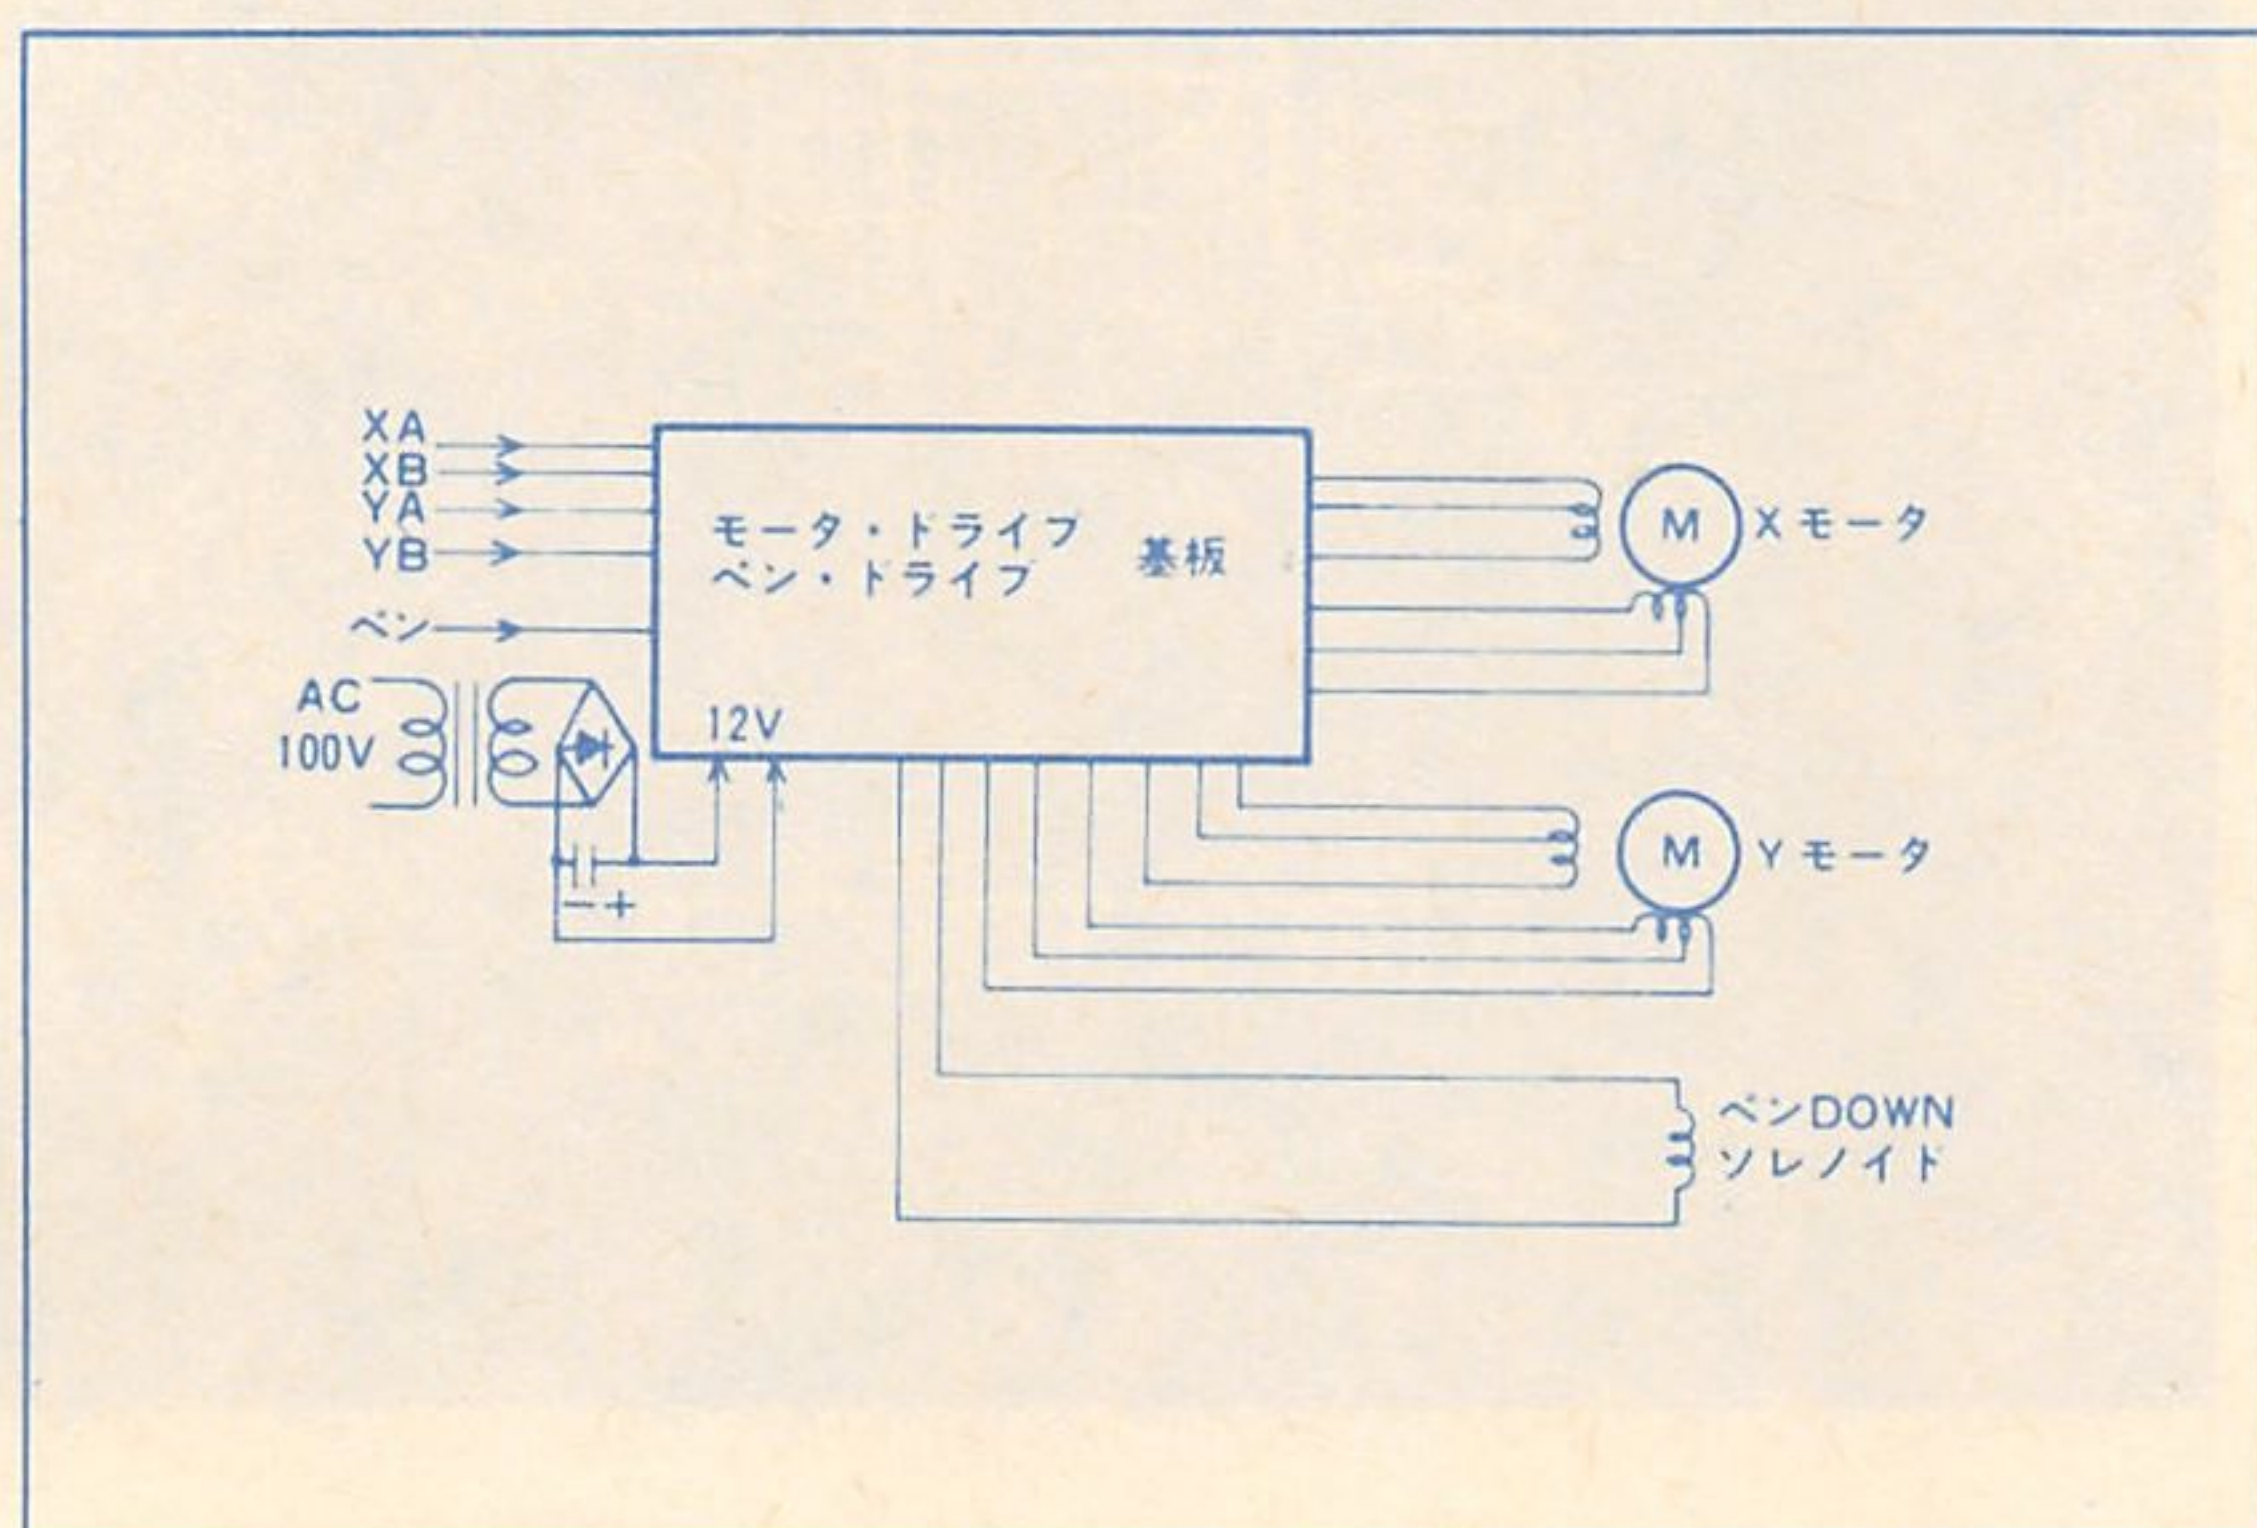 XA
XB
YA
YB
ペン
AC
100V
モータ・ドライブ
ペン・ドライブ
基板
12V
− +
M
Xモータ
M
Yモータ
ペンDOWN
ソレノイド